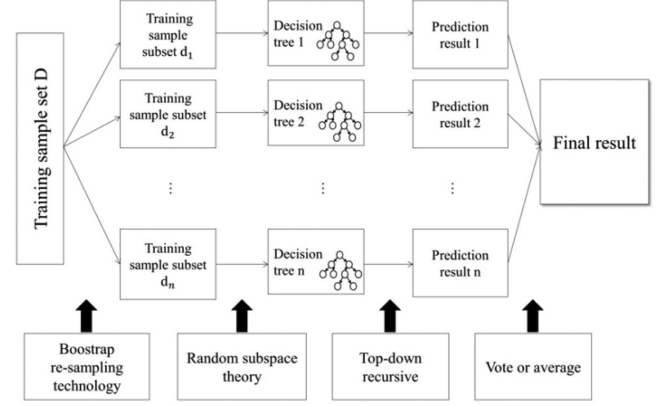 Training sample set D
Training
sample
subset d₁
Decision
tree 1
Prediction
result 1
Training
sample subset
d₂
Decision
tree 2
Prediction
result 2
Final result
⋮
⋮
⋮
Training
sample subset
dₙ
Decision
tree n
Prediction
result n
Boostrap
re-sampling
technology
Random subspace
theory
Top-down
recursive
Vote or average